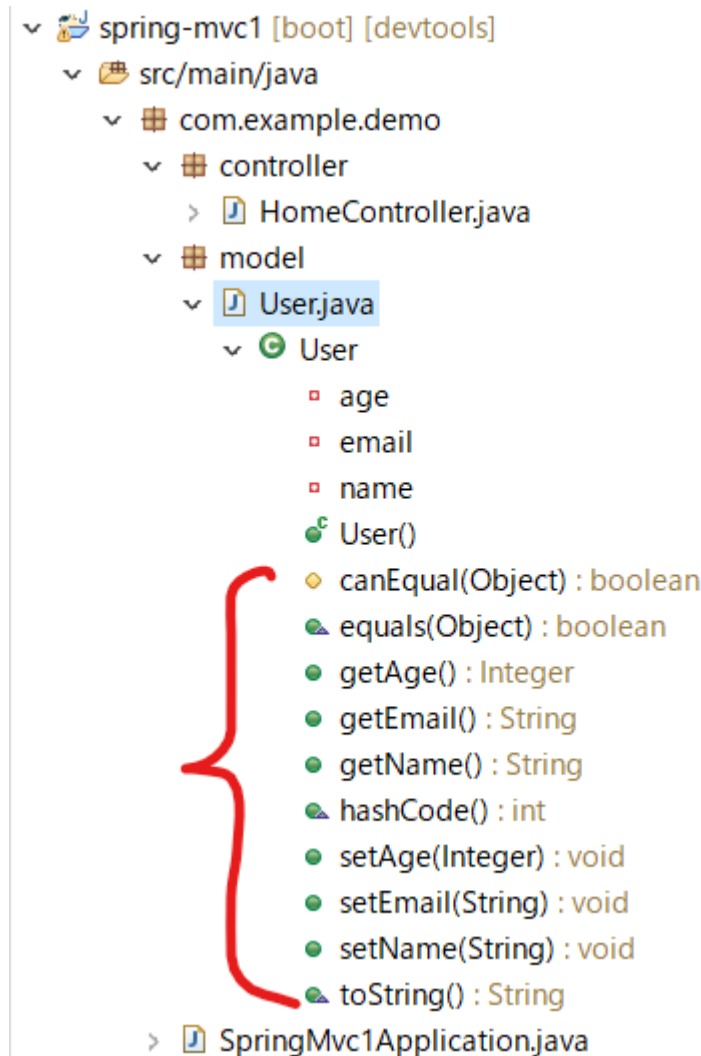 spring-mvc1 [boot] [devtools]
src/main/java
com.example.demo
controller
HomeController.java
model
User.java
User
age
email
name
User()
canEqual(Object) : boolean
equals(Object) : boolean
getAge() : Integer
getEmail() : String
getName() : String
hashCode() : int
setAge(Integer) : void
setEmail(String) : void
setName(String) : void
toString() : String
SpringMvc1Application.java